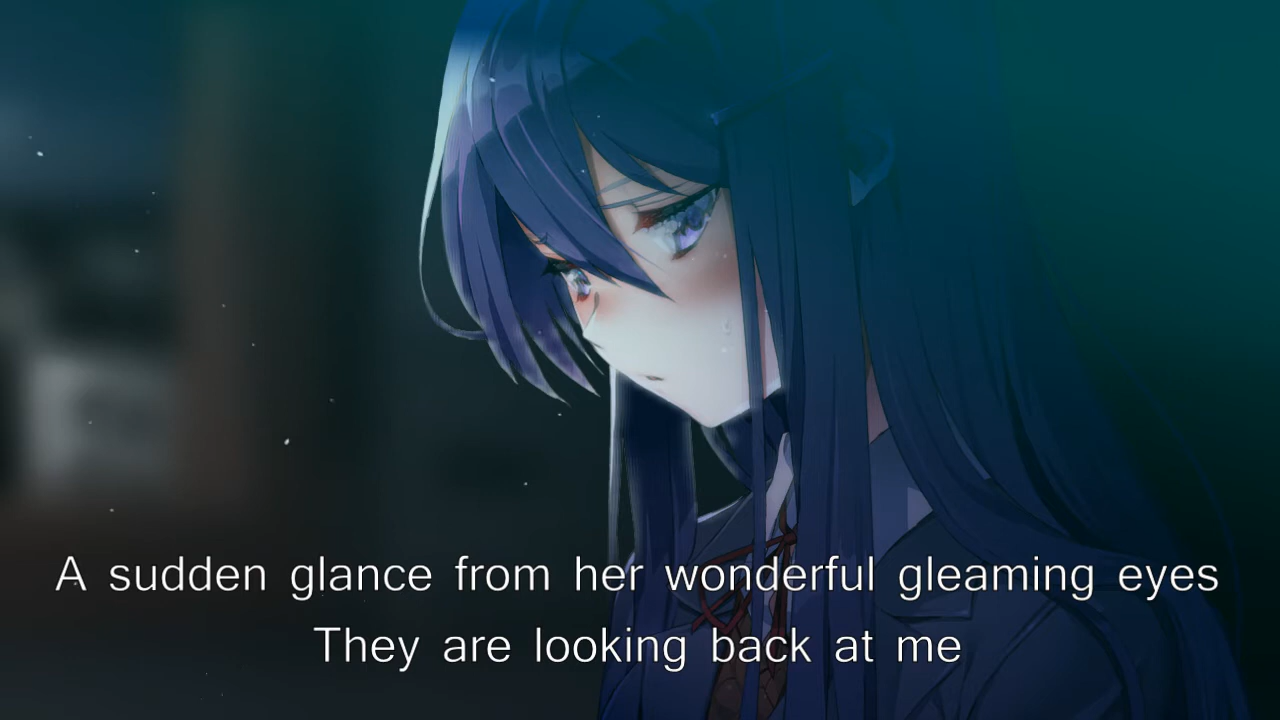 A sudden glance from her wonderful gleaming eyes
They are looking back at me